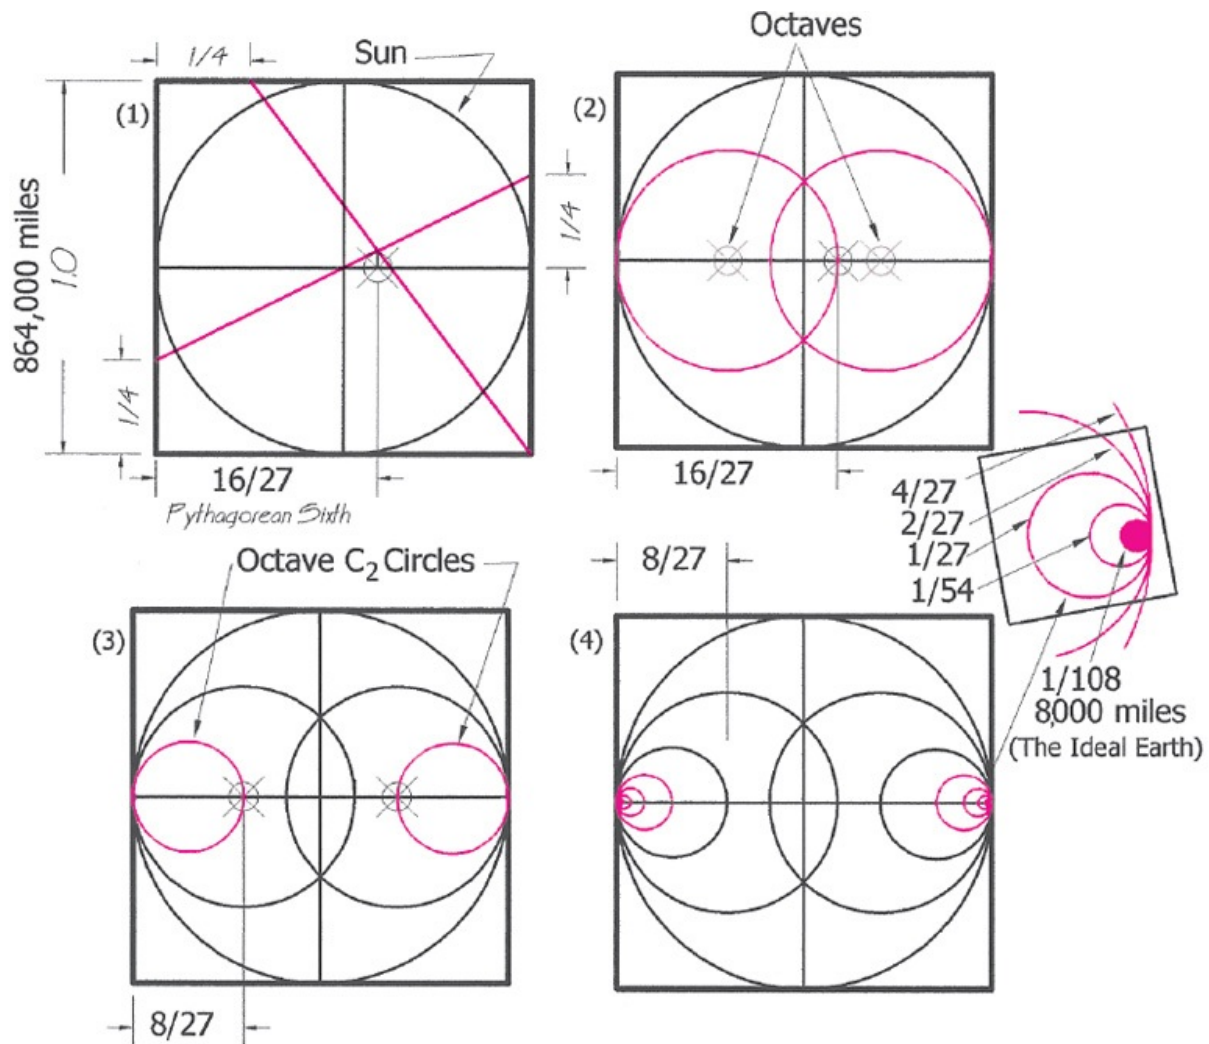 1/4
Sun
(1)
864,000 miles
1.0
1/4
16/27
Pythagorean Sixth
Octaves
(2)
1/4
16/27
Octave C₂ Circles
(3)
8/27
8/27
(4)
4/27
2/27
1/27
1/54
1/108
8,000 miles
(The Ideal Earth)